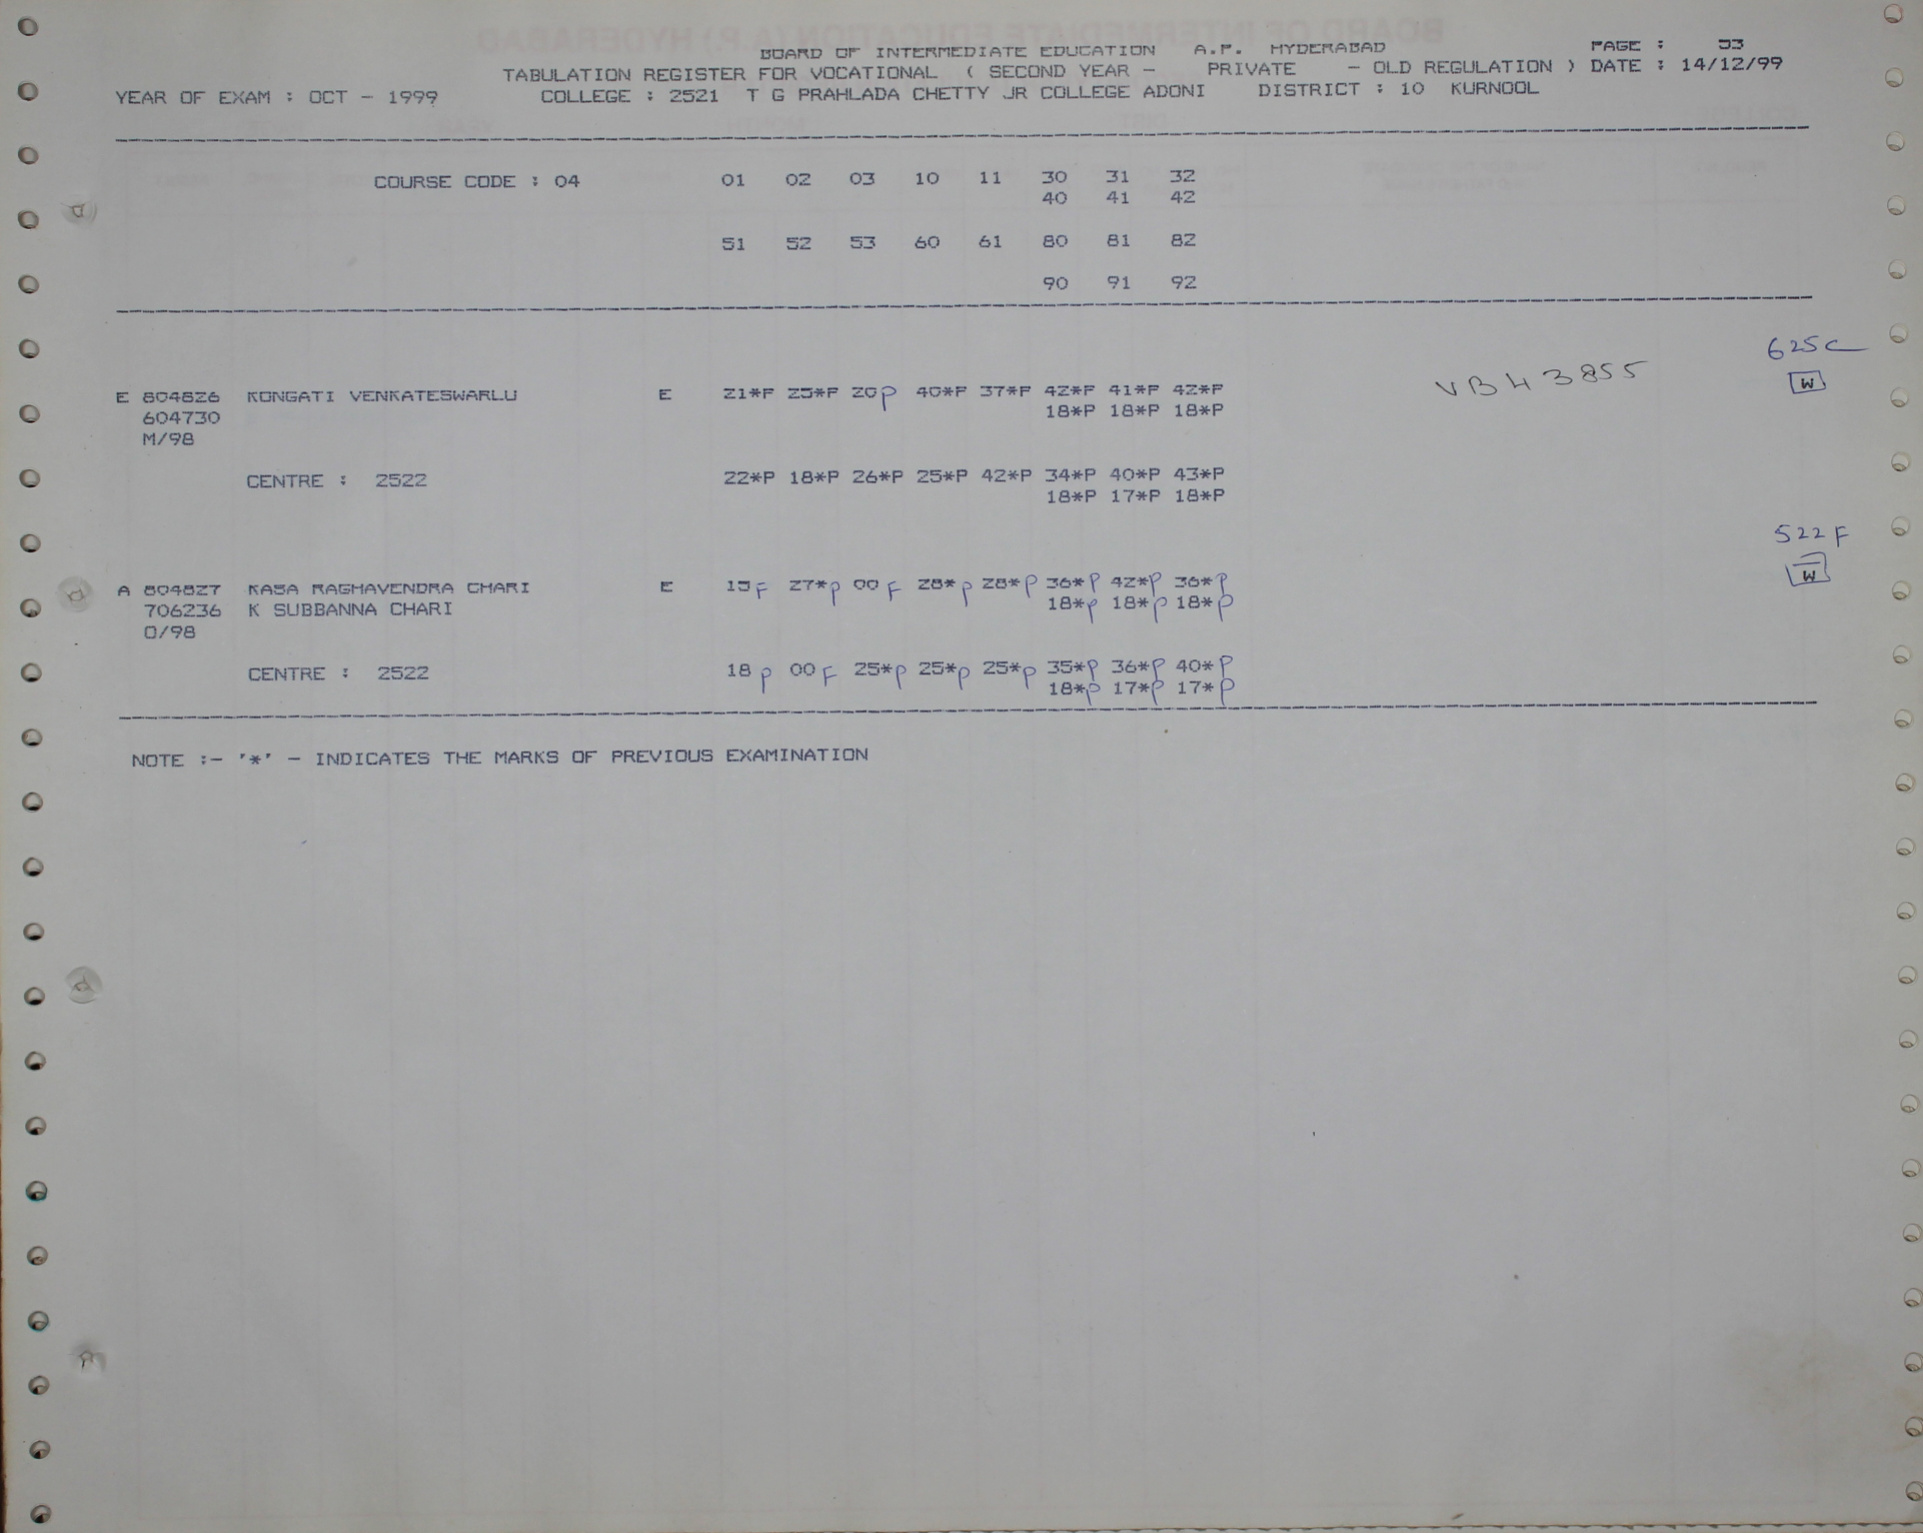 BOARD OF INTERMEDIATE EDUCATION A.P. HYDERABAD PAGE : 53
TABULATION REGISTER FOR VOCATIONAL ( SECOND YEAR - PRIVATE - OLD REGULATION ) DATE : 14/12/99
YEAR OF EXAM : OCT - 1999 COLLEGE : 2521 T G PRAHLADA CHETTY JR COLLEGE ADONI DISTRICT : 10 KURNOOL
COURSE CODE : 04 01 02 03 10 11 30 31 32
40 41 42
51 52 53 60 61 80 81 82
90 91 92
625C
E 804826 KONGATI VENKATESWARLU E 21*P 25*P 20P 40*P 37*P 42*P 41*P 42*P VB43855 W
604730 18*P 18*P 18*P
M/98
CENTRE : 2522 22*P 18*P 26*P 25*P 42*P 34*P 40*P 43*P
18*P 17*P 18*P
522F
A 804827 KASA RAGHAVENDRA CHARI E 15F 27*P 00F 28*P 28*P 36*P 42*P 36*P W
706236 K SUBBANNA CHARI 18*P 18*P 18*P
O/98
CENTRE : 2522 18P 00F 25*P 25*P 25*P 35*P 36*P 40*P
18*P 17*P 17*P
NOTE :- '*' - INDICATES THE MARKS OF PREVIOUS EXAMINATION